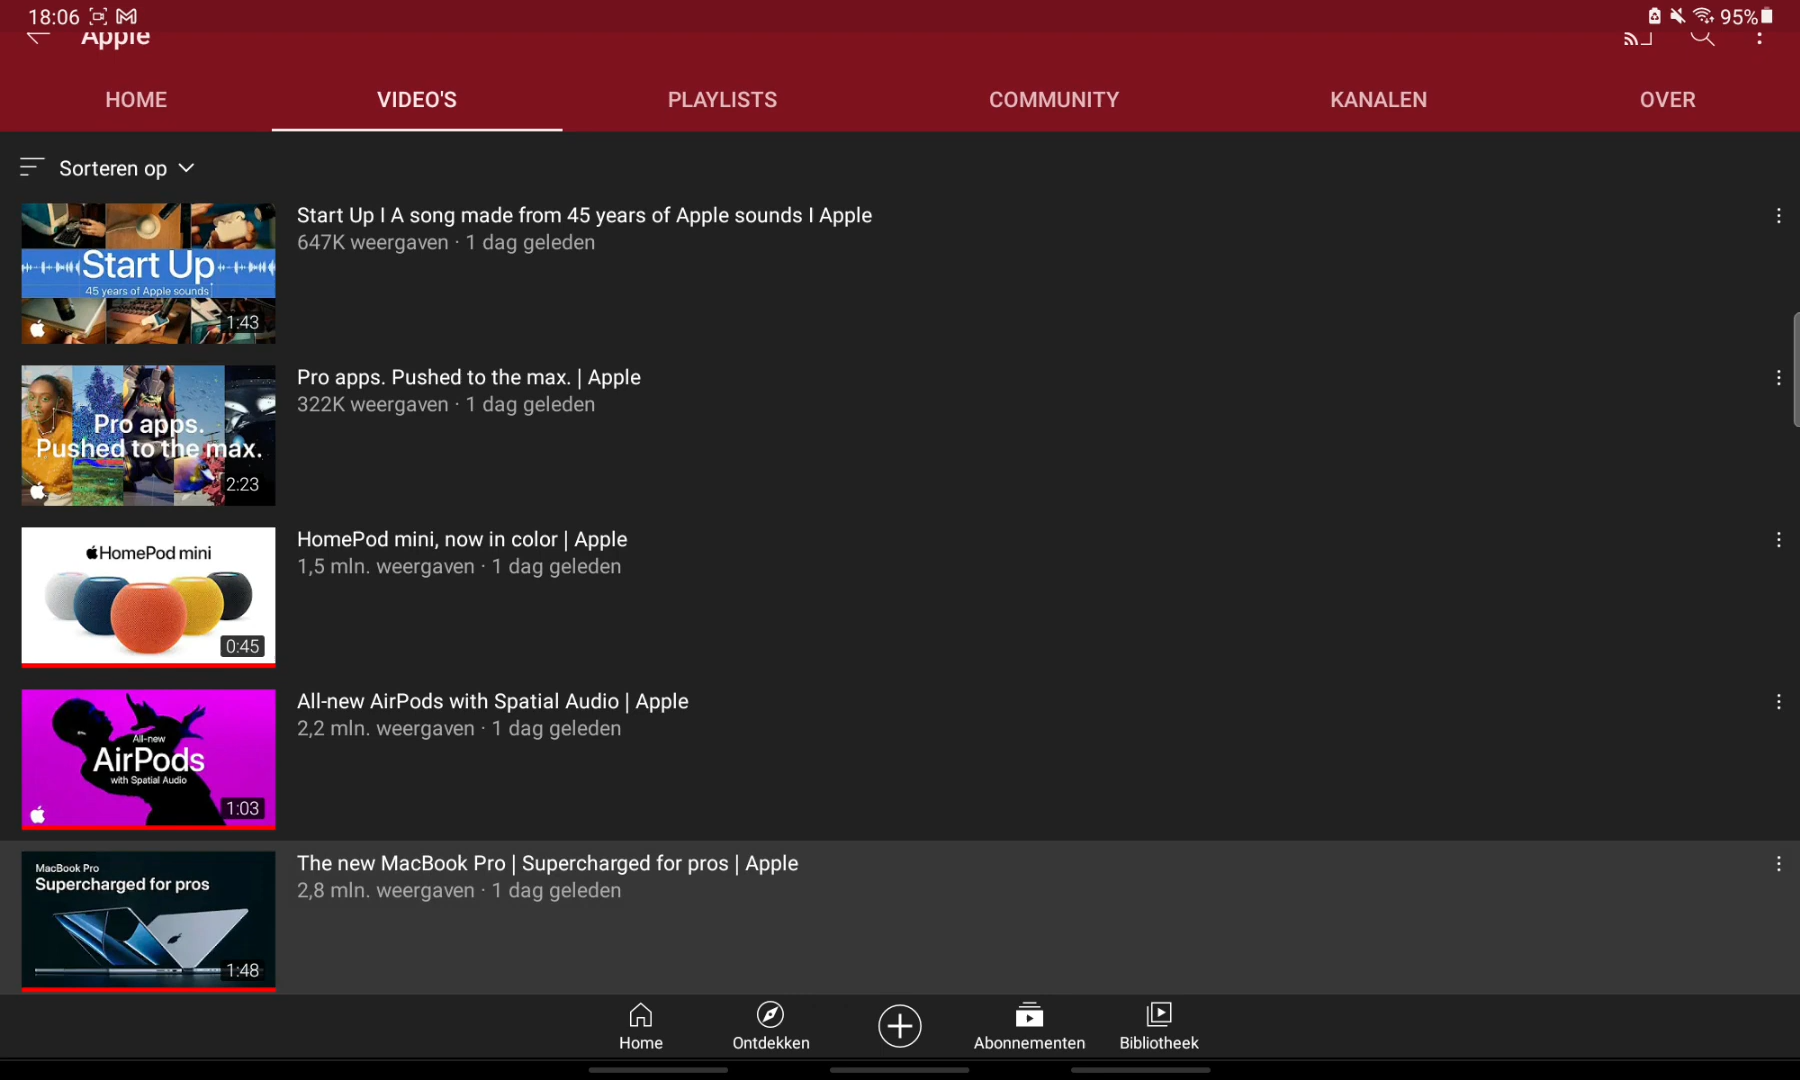 18:06 95%
Apple
HOME VIDEO'S PLAYLISTS COMMUNITY KANALEN OVER
Sorteren op
Start Up
45 years of Apple sounds
1:43
Start Up I A song made from 45 years of Apple sounds I Apple
647K weergaven · 1 dag geleden
Pro apps.
Pushed to the max.
2:23
Pro apps. Pushed to the max. | Apple
322K weergaven · 1 dag geleden
HomePod mini
0:45
HomePod mini, now in color | Apple
1,5 mln. weergaven · 1 dag geleden
All-new
AirPods
with Spatial Audio
1:03
All-new AirPods with Spatial Audio | Apple
2,2 mln. weergaven · 1 dag geleden
MacBook Pro
Supercharged for pros
1:48
The new MacBook Pro | Supercharged for pros | Apple
2,8 mln. weergaven · 1 dag geleden
Home Ontdekken Abonnementen Bibliotheek